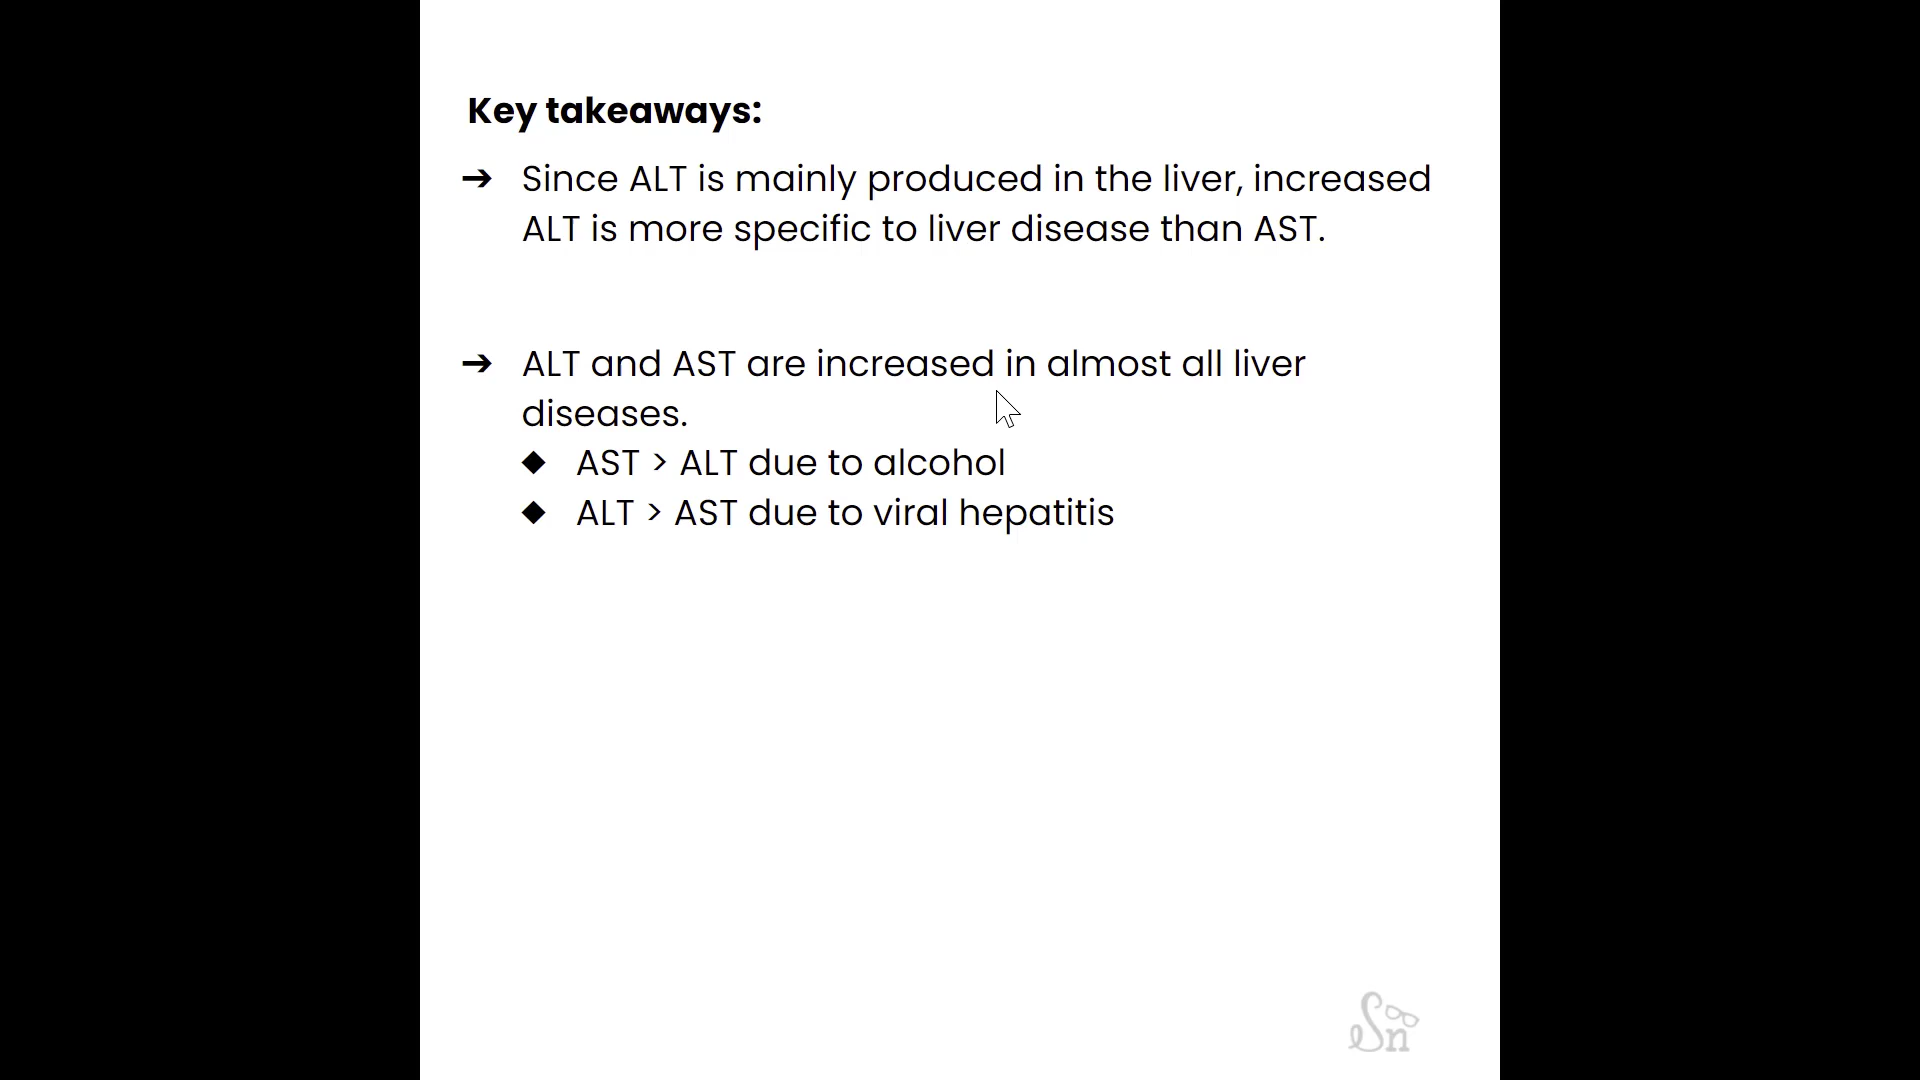 Key takeaways:
➔ Since ALT is mainly produced in the liver, increased
ALT is more specific to liver disease than AST.
➔ ALT and AST are increased in almost all liver
diseases.
◆ AST > ALT due to alcohol
◆ ALT > AST due to viral hepatitis
Sn